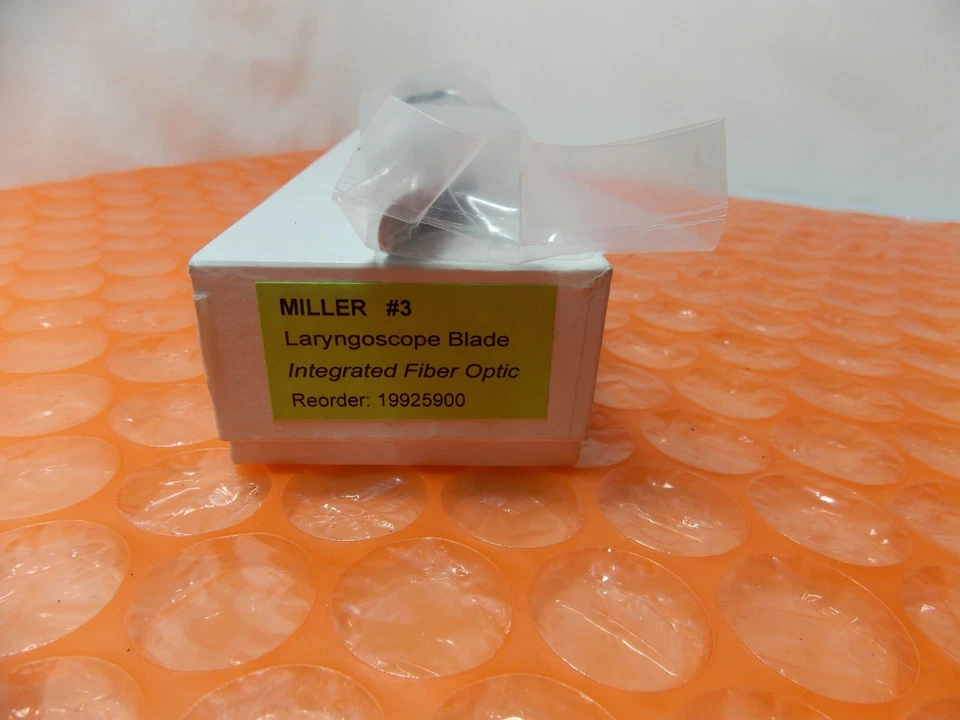 MILLER #3
Laryngoscope Blade
Integrated Fiber Optic
Reorder: 19925900